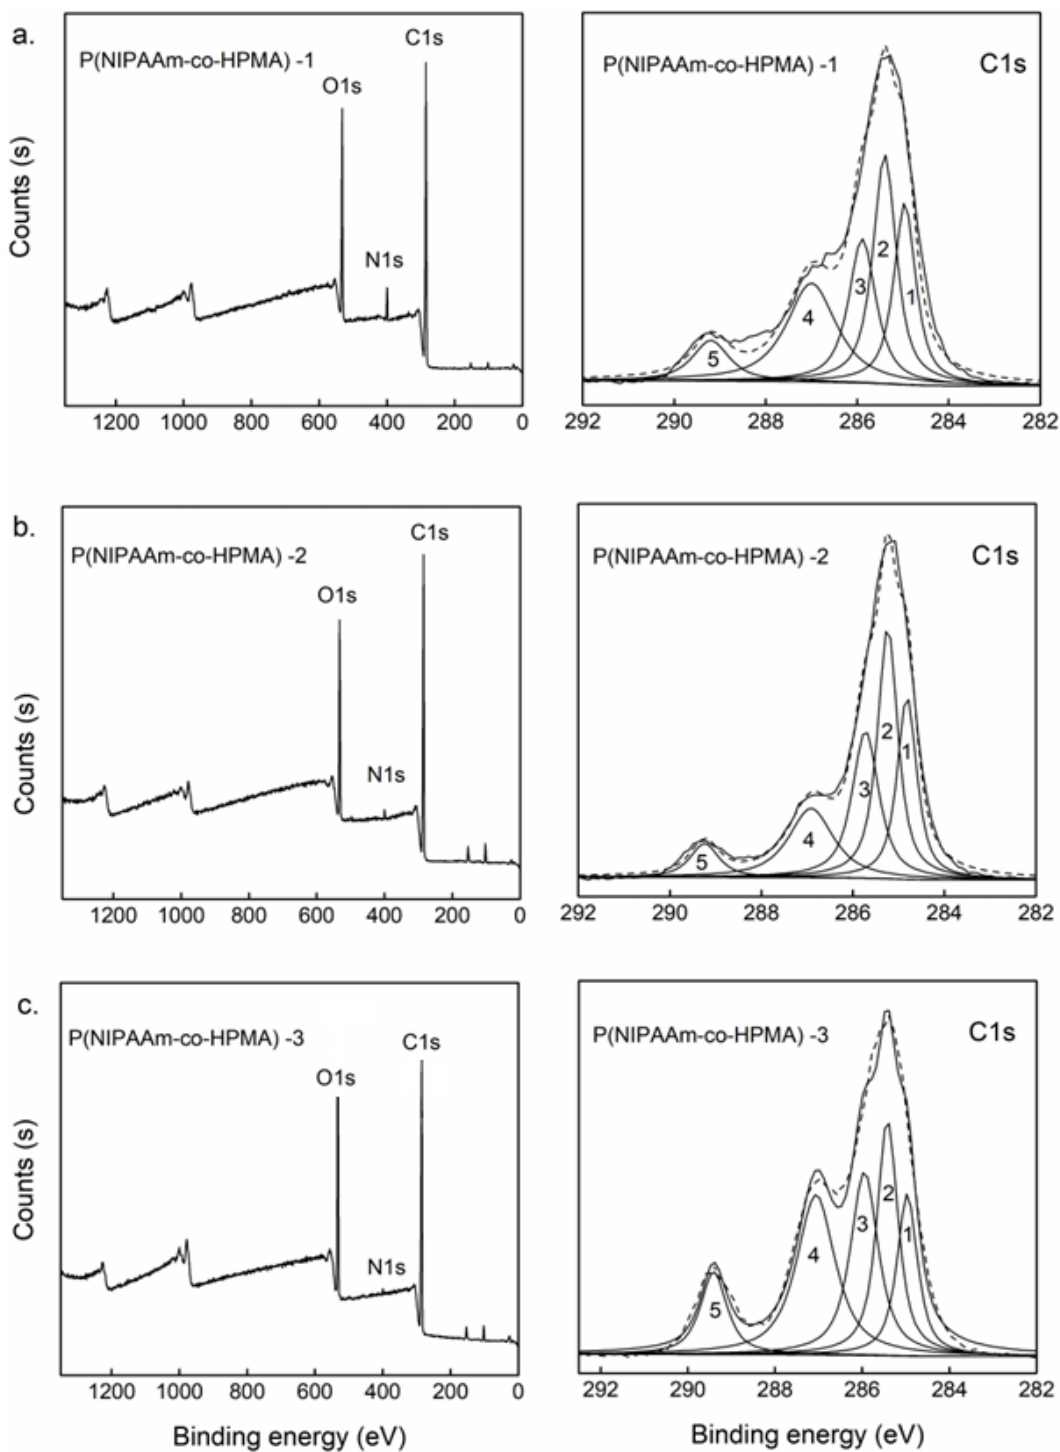 a.
P(NIPAAm-co-HPMA) -1
C1s
O1s
N1s
Counts (s)
1200 1000 800 600 400 200 0
P(NIPAAm-co-HPMA) -1
C1s
1
2
3
4
5
292 290 288 286 284 282
b.
P(NIPAAm-co-HPMA) -2
C1s
O1s
N1s
Counts (s)
1200 1000 800 600 400 200 0
P(NIPAAm-co-HPMA) -2
C1s
1
2
3
4
5
292 290 288 286 284 282
c.
P(NIPAAm-co-HPMA) -3
C1s
O1s
N1s
Counts (s)
1200 1000 800 600 400 200 0
Binding energy (eV)
P(NIPAAm-co-HPMA) -3
C1s
1
2
3
4
5
292 290 288 286 284 282
Binding energy (eV)